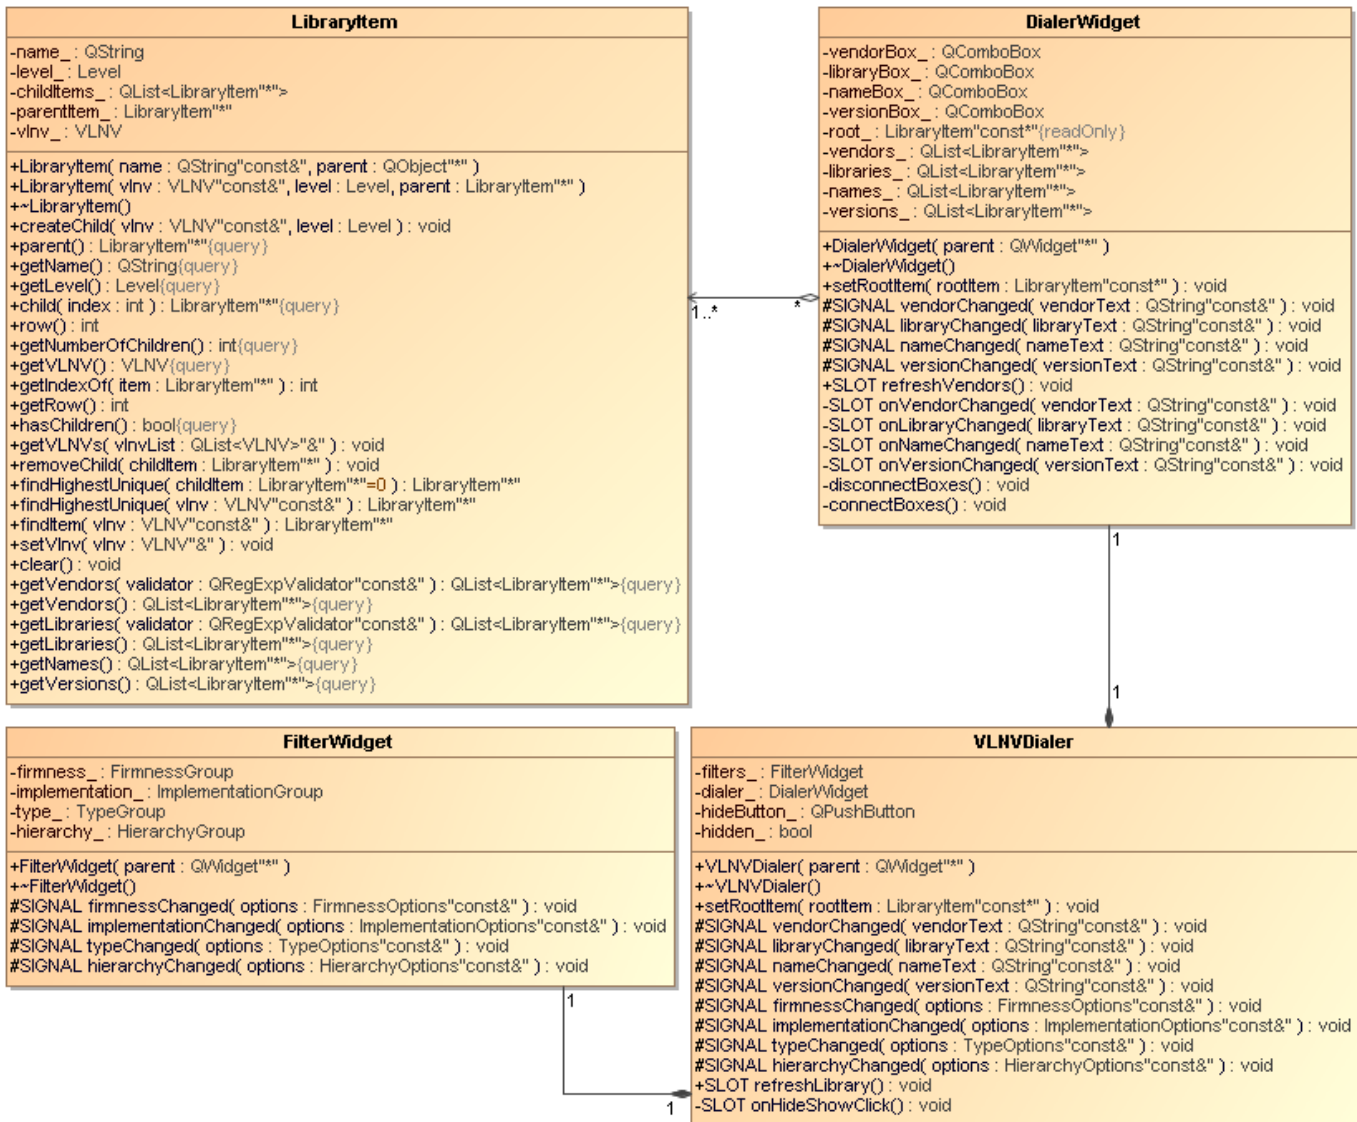 LibraryItem
-name_ : QString
-level_ : Level
-childItems_ : QList<LibraryItem"*">
-parentItem_ : LibraryItem"*"
-vlnv_ : VLNV
+LibraryItem( name : QString"const&", parent : QObject"*" )
+LibraryItem( vlnv : VLNV"const&", level : Level, parent : LibraryItem"*" )
+~LibraryItem()
+createChild( vlnv : VLNV"const&", level : Level ) : void
+parent() : LibraryItem"*"{query}
+getName() : QString{query}
+getLevel() : Level{query}
+child( index : int ) : LibraryItem"*"{query}
+row() : int
+getNumberOfChildren() : int{query}
+getVLNV() : VLNV{query}
+getIndexOf( item : LibraryItem"*" ) : int
+getRow() : int
+hasChildren() : bool{query}
+getVLNVs( vlnvList : QList<VLNV>"&" ) : void
+removeChild( childItem : LibraryItem"*" ) : void
+findHighestUnique( childItem : LibraryItem"*"=0 ) : LibraryItem"*"
+findHighestUnique( vlnv : VLNV"const&" ) : LibraryItem"*"
+findItem( vlnv : VLNV"const&" ) : LibraryItem"*"
+setVlnv( vlnv : VLNV"&" ) : void
+clear() : void
+getVendors( validator : QRegExpValidator"const&" ) : QList<LibraryItem"*">{query}
+getVendors() : QList<LibraryItem"*">{query}
+getLibraries( validator : QRegExpValidator"const&" ) : QList<LibraryItem"*">{query}
+getLibraries() : QList<LibraryItem"*">{query}
+getNames() : QList<LibraryItem"*">{query}
+getVersions() : QList<LibraryItem"*">{query}
1..*
*
DialerWidget
-vendorBox_ : QComboBox
-libraryBox_ : QComboBox
-nameBox_ : QComboBox
-versionBox_ : QComboBox
-root_ : LibraryItem"const*"{readOnly}
-vendors_ : QList<LibraryItem"*">
-libraries_ : QList<LibraryItem"*">
-names_ : QList<LibraryItem"*">
-versions_ : QList<LibraryItem"*">
+DialerWidget( parent : QWidget"*" )
+~DialerWidget()
+setRootItem( rootItem : LibraryItem"const*" ) : void
#SIGNAL vendorChanged( vendorText : QString"const&" ) : void
#SIGNAL libraryChanged( libraryText : QString"const&" ) : void
#SIGNAL nameChanged( nameText : QString"const&" ) : void
#SIGNAL versionChanged( versionText : QString"const&" ) : void
+SLOT refreshVendors() : void
-SLOT onVendorChanged( vendorText : QString"const&" ) : void
-SLOT onLibraryChanged( libraryText : QString"const&" ) : void
-SLOT onNameChanged( nameText : QString"const&" ) : void
-SLOT onVersionChanged( versionText : QString"const&" ) : void
-disconnectBoxes() : void
-connectBoxes() : void
1
1
FilterWidget
-firmness_ : FirmnessGroup
-implementation_ : ImplementationGroup
-type_ : TypeGroup
-hierarchy_ : HierarchyGroup
+FilterWidget( parent : QWidget"*" )
+~FilterWidget()
#SIGNAL firmnessChanged( options : FirmnessOptions"const&" ) : void
#SIGNAL implementationChanged( options : ImplementationOptions"const&" ) : void
#SIGNAL typeChanged( options : TypeOptions"const&" ) : void
#SIGNAL hierarchyChanged( options : HierarchyOptions"const&" ) : void
1
1
VLNVDialer
-filters_ : FilterWidget
-dialer_ : DialerWidget
-hideButton_ : QPushButton
-hidden_ : bool
+VLNVDialer( parent : QWidget"*" )
+~VLNVDialer()
+setRootItem( rootItem : LibraryItem"const*" ) : void
#SIGNAL vendorChanged( vendorText : QString"const&" ) : void
#SIGNAL libraryChanged( libraryText : QString"const&" ) : void
#SIGNAL nameChanged( nameText : QString"const&" ) : void
#SIGNAL versionChanged( versionText : QString"const&" ) : void
#SIGNAL firmnessChanged( options : FirmnessOptions"const&" ) : void
#SIGNAL implementationChanged( options : ImplementationOptions"const&" ) : void
#SIGNAL typeChanged( options : TypeOptions"const&" ) : void
#SIGNAL hierarchyChanged( options : HierarchyOptions"const&" ) : void
+SLOT refreshLibrary() : void
-SLOT onHideShowClick() : void